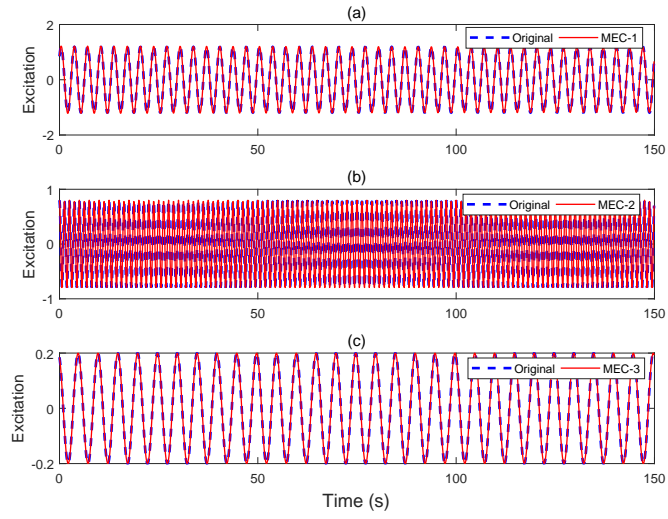 (a)
2
0
-2
Excitation
Original MEC-1
0 50 100 150
(b)
1
0
-1
Excitation
Original MEC-2
0 50 100 150
(c)
0.2
0
-0.2
Excitation
Original MEC-3
0 50 100 150
Time (s)